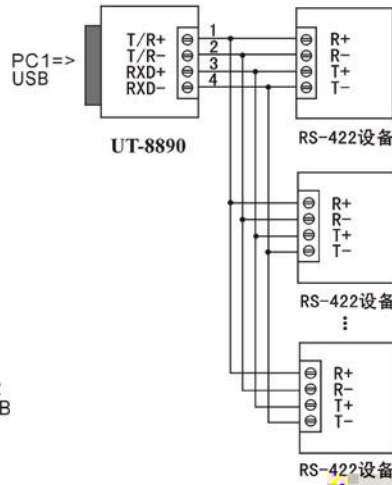 T/R+ 1 R+
T/R- 2 R-
PC1=> RXD+ 3 T+
USB RXD- 4 T-
UT-8890
RS-422设备
R+
R-
T+
T-
RS-422设备
R+
R-
T+
T-
B
RS-422设备